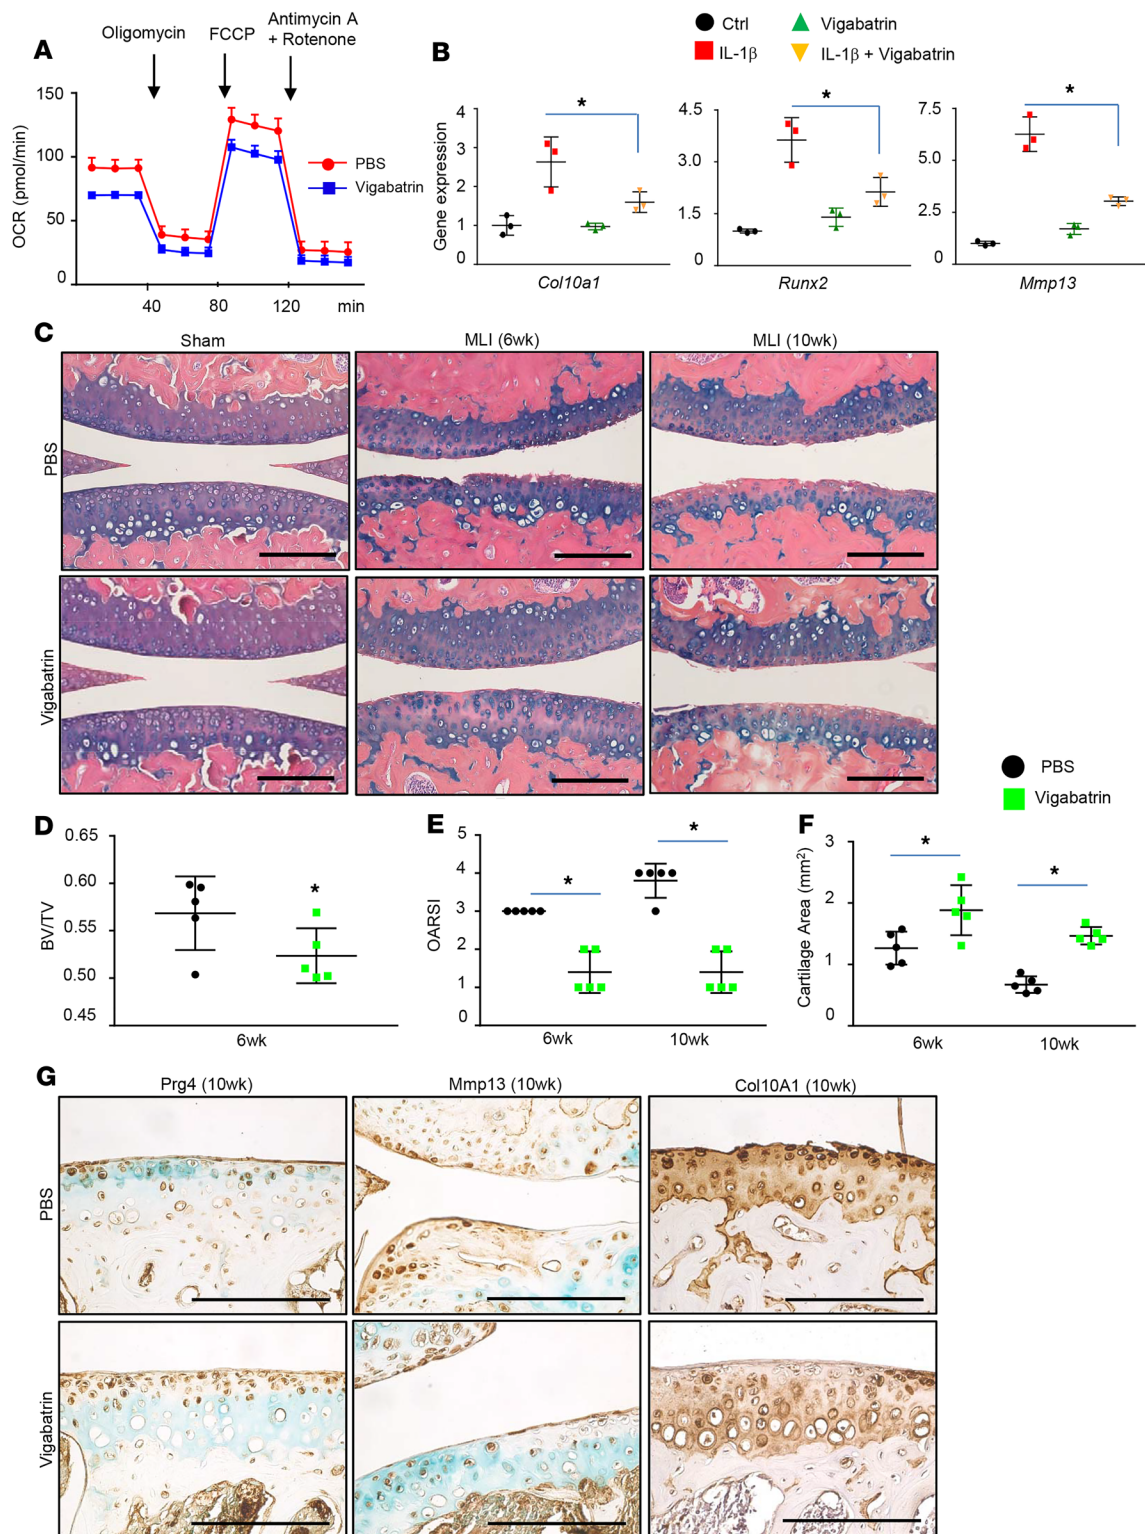 A
Oligomycin
FCCP
Antimycin A
+ Rotenone
OCR (pmol/min)
150
100
50
0
40
80
120
min
PBS
Vigabatrin
B
Ctrl
Vigabatrin
IL-1β
IL-1β + Vigabatrin
Gene expression
4
3
2
1
0
*
Col10a1
4.5
3.0
1.5
0
*
Runx2
7.5
5.0
2.5
0
*
Mmp13
C
Sham
MLI (6wk)
MLI (10wk)
PBS
Vigabatrin
PBS
Vigabatrin
D
BV/TV
0.65
0.60
0.55
0.50
0.45
*
6wk
E
OARSI
5
4
3
2
1
0
*
*
6wk
10wk
F
Cartilage Area (mm²)
3
2
1
0
*
*
6wk
10wk
G
Prg4 (10wk)
Mmp13 (10wk)
Col10A1 (10wk)
PBS
Vigabatrin